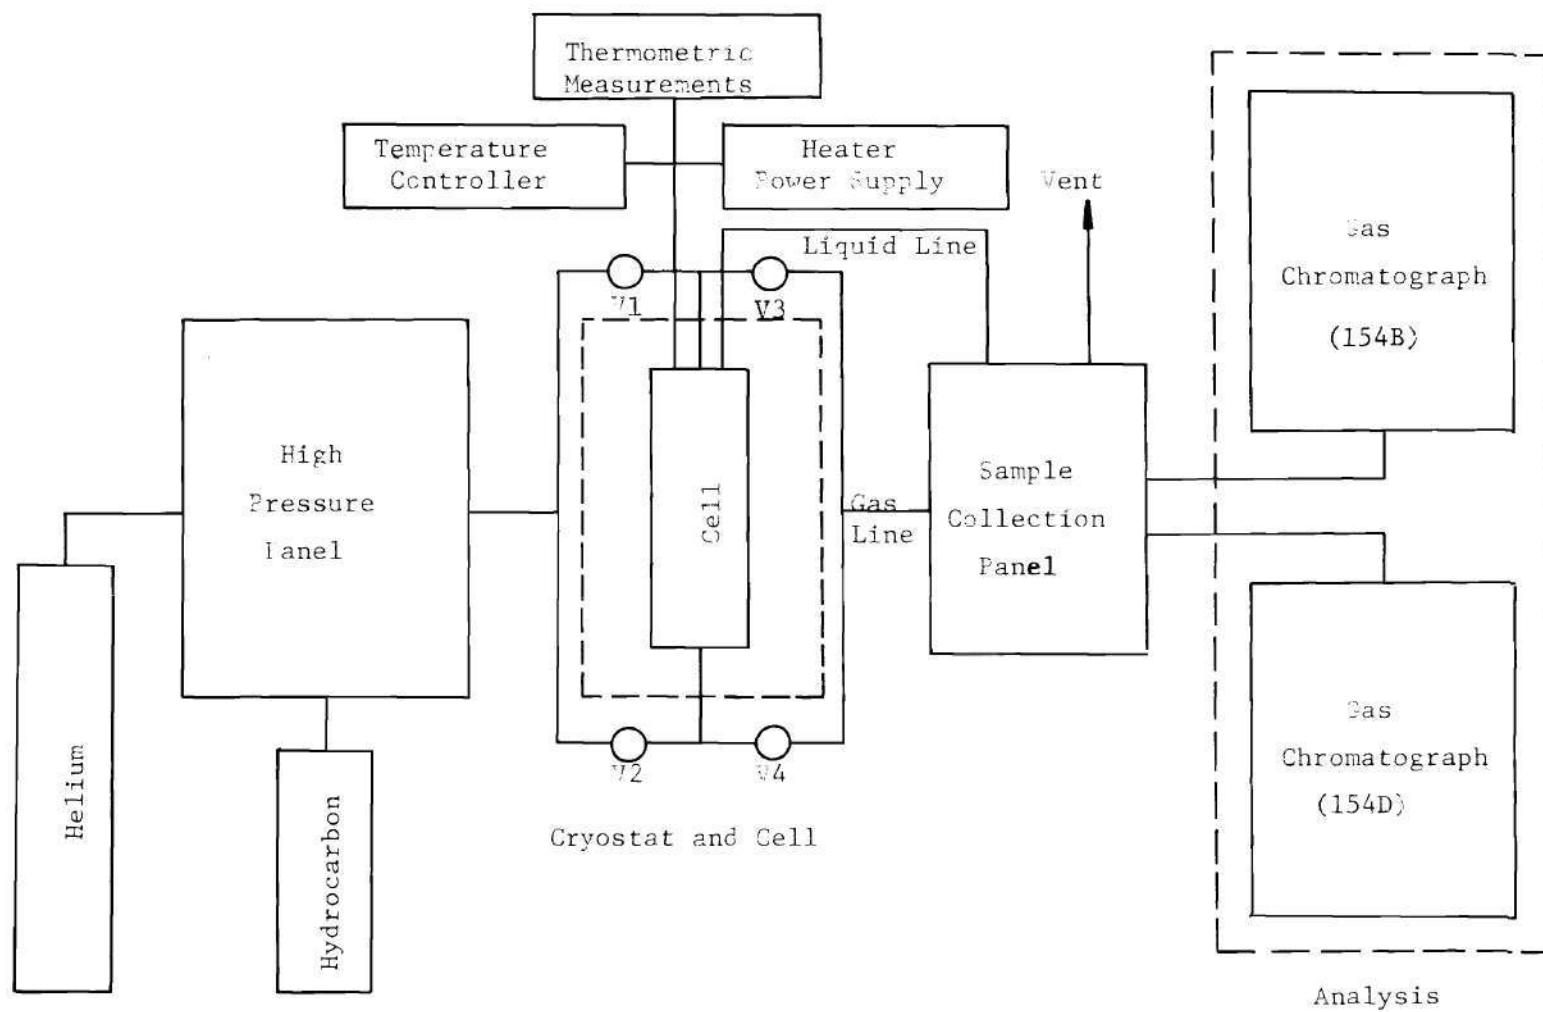 Thermometric
Measurements
Temperature
Controller
Heater
Power Supply
Vent
Liquid Line
V1
V3
Gas
Chromatograph
(154B)
High
Pressure
Panel
Cell
Gas
Line
Sample
Collection
Panel
Helium
Hydrocarbon
V2
V4
Cryostat and Cell
Gas
Chromatograph
(154D)
Analysis